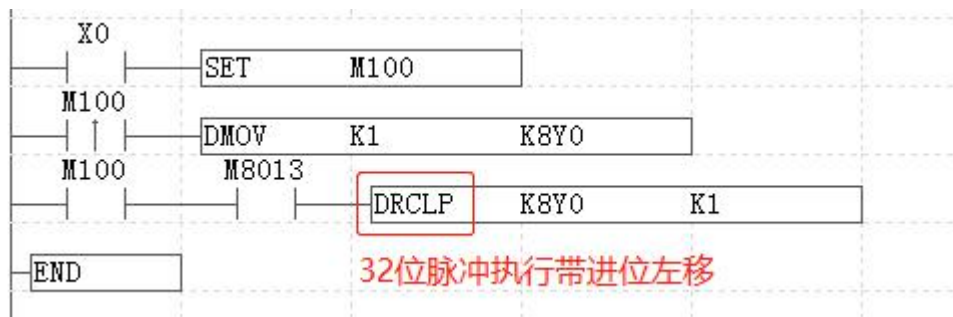 X0
SET M100
M100
DMOV K1 K8Y0
M100 M8013
DRCLP K8Y0 K1
END
32位脉冲执行带进位左移